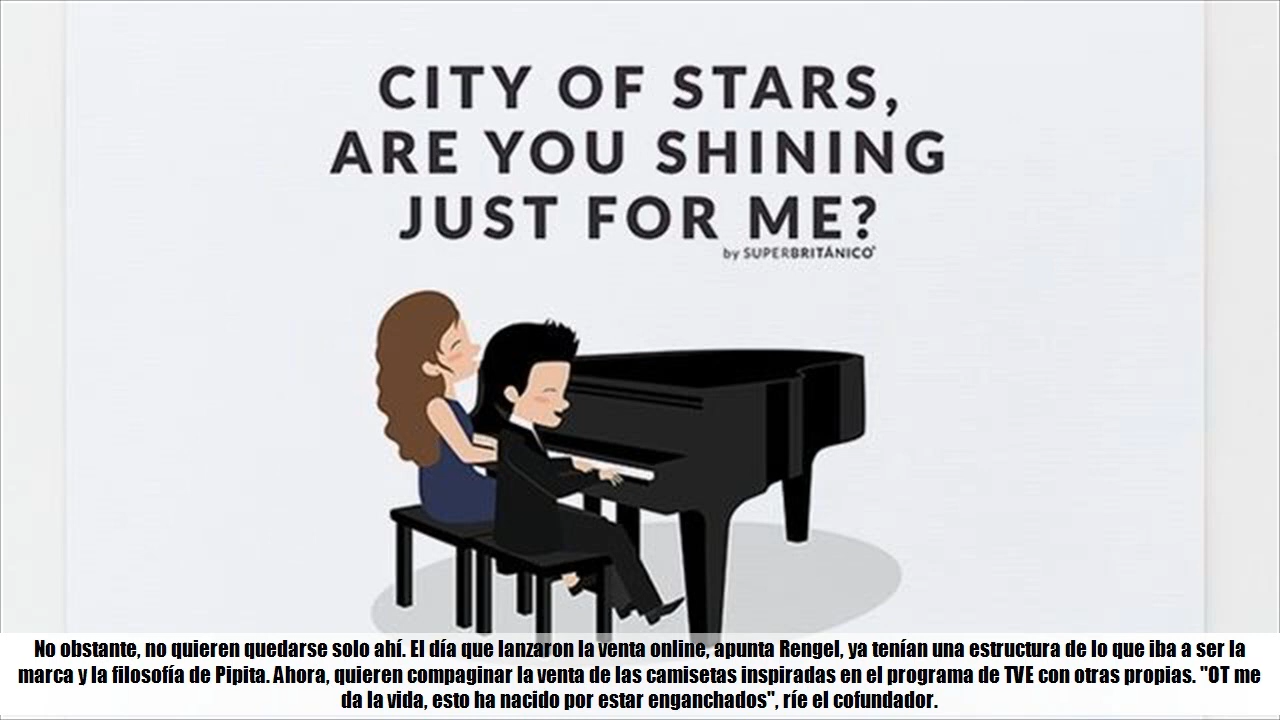 CITY OF STARS,
ARE YOU SHINING
JUST FOR ME?
by SUPERBRITÁNICO®
No obstante, no quieren quedarse solo ahí. El día que lanzaron la venta online, apunta Rengel, ya tenían una estructura de lo que iba a ser la
marca y la filosofía de Pipita. Ahora, quieren compaginar la venta de las camisetas inspiradas en el programa de TVE con otras propias. "OT me
da la vida, esto ha nacido por estar enganchados", ríe el cofundador.